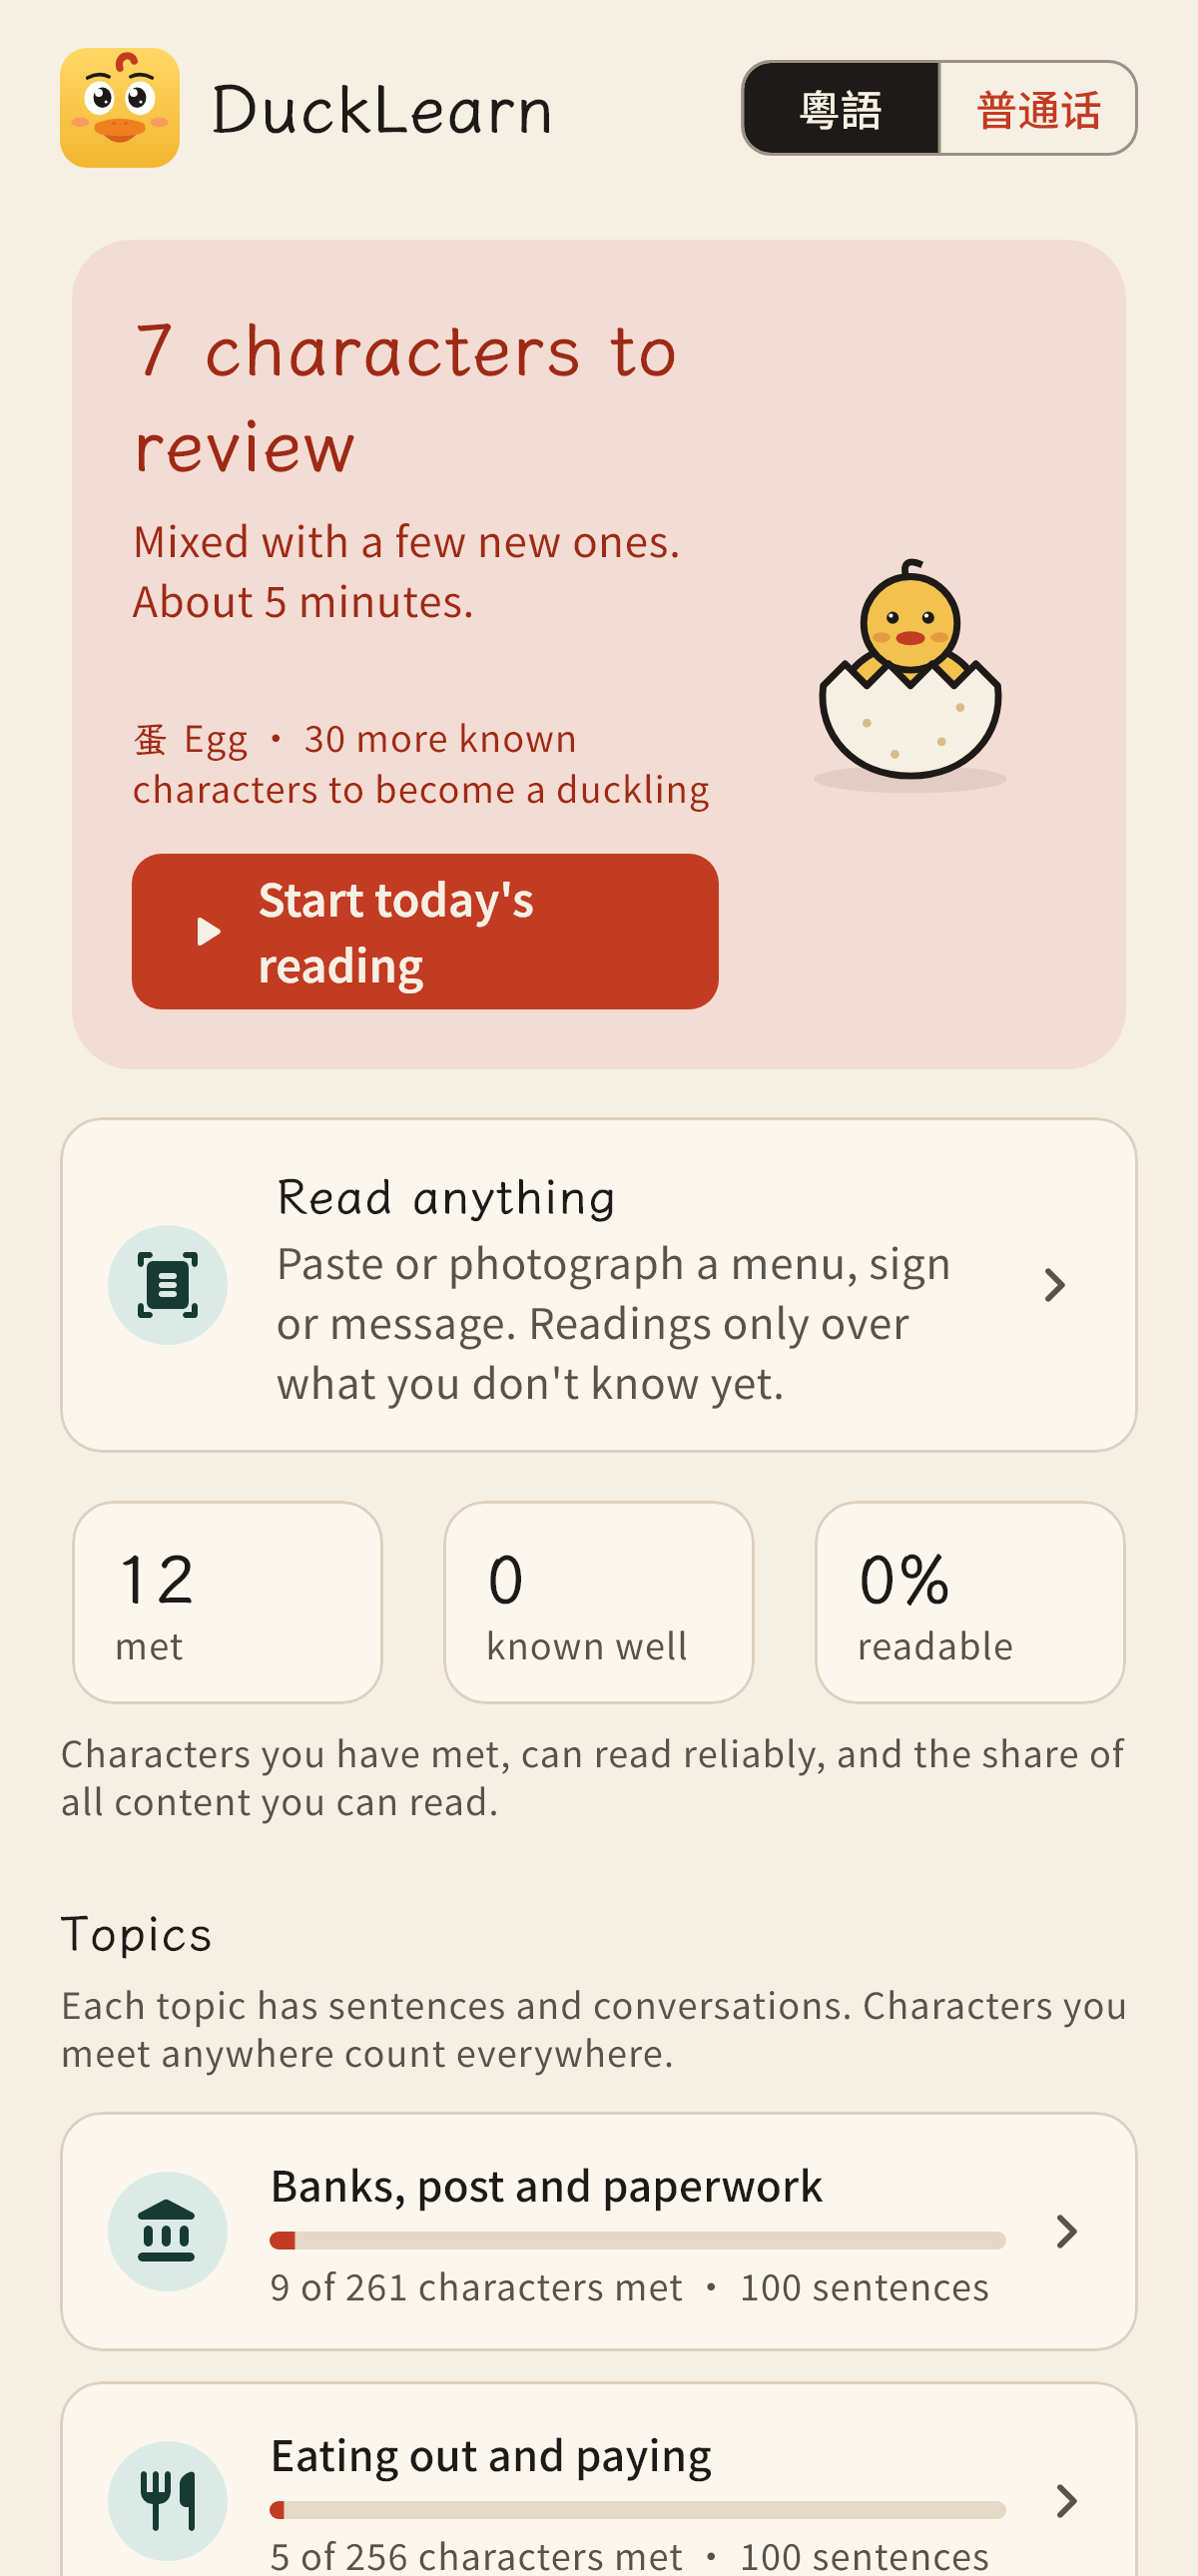 DuckLearn
粵語
普通话
7 characters to
review
Mixed with a few new ones.
About 5 minutes.
蛋 Egg · 30 more known
characters to become a duckling
Start today's
reading
Read anything
Paste or photograph a menu, sign
or message. Readings only over
what you don't know yet.
12
met
0
known well
0%
readable
Characters you have met, can read reliably, and the share of
all content you can read.
Topics
Each topic has sentences and conversations. Characters you
meet anywhere count everywhere.
Banks, post and paperwork
9 of 261 characters met · 100 sentences
Eating out and paying
5 of 256 characters met · 100 sentences